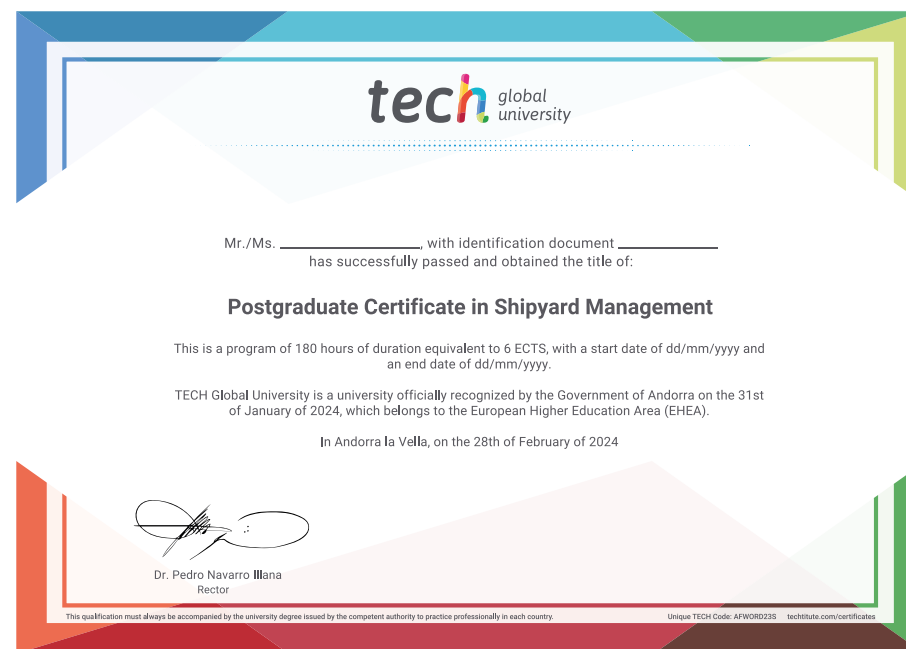 tech global university
Mr./Ms. ____________, with identification document ____________
has successfully passed and obtained the title of:
Postgraduate Certificate in Shipyard Management
This is a program of 180 hours of duration equivalent to 6 ECTS, with a start date of dd/mm/yyyy and
an end date of dd/mm/yyyy.
TECH Global University is a university officially recognized by the Government of Andorra on the 31st
of January of 2024, which belongs to the European Higher Education Area (EHEA).
In Andorra la Vella, on the 28th of February of 2024
Dr. Pedro Navarro Illana
Rector
This qualification must always be accompanied by the university degree issued by the competent authority to practice professionally in each country.
Unique TECH Code: AFWORD23S techtitute.com/certificates